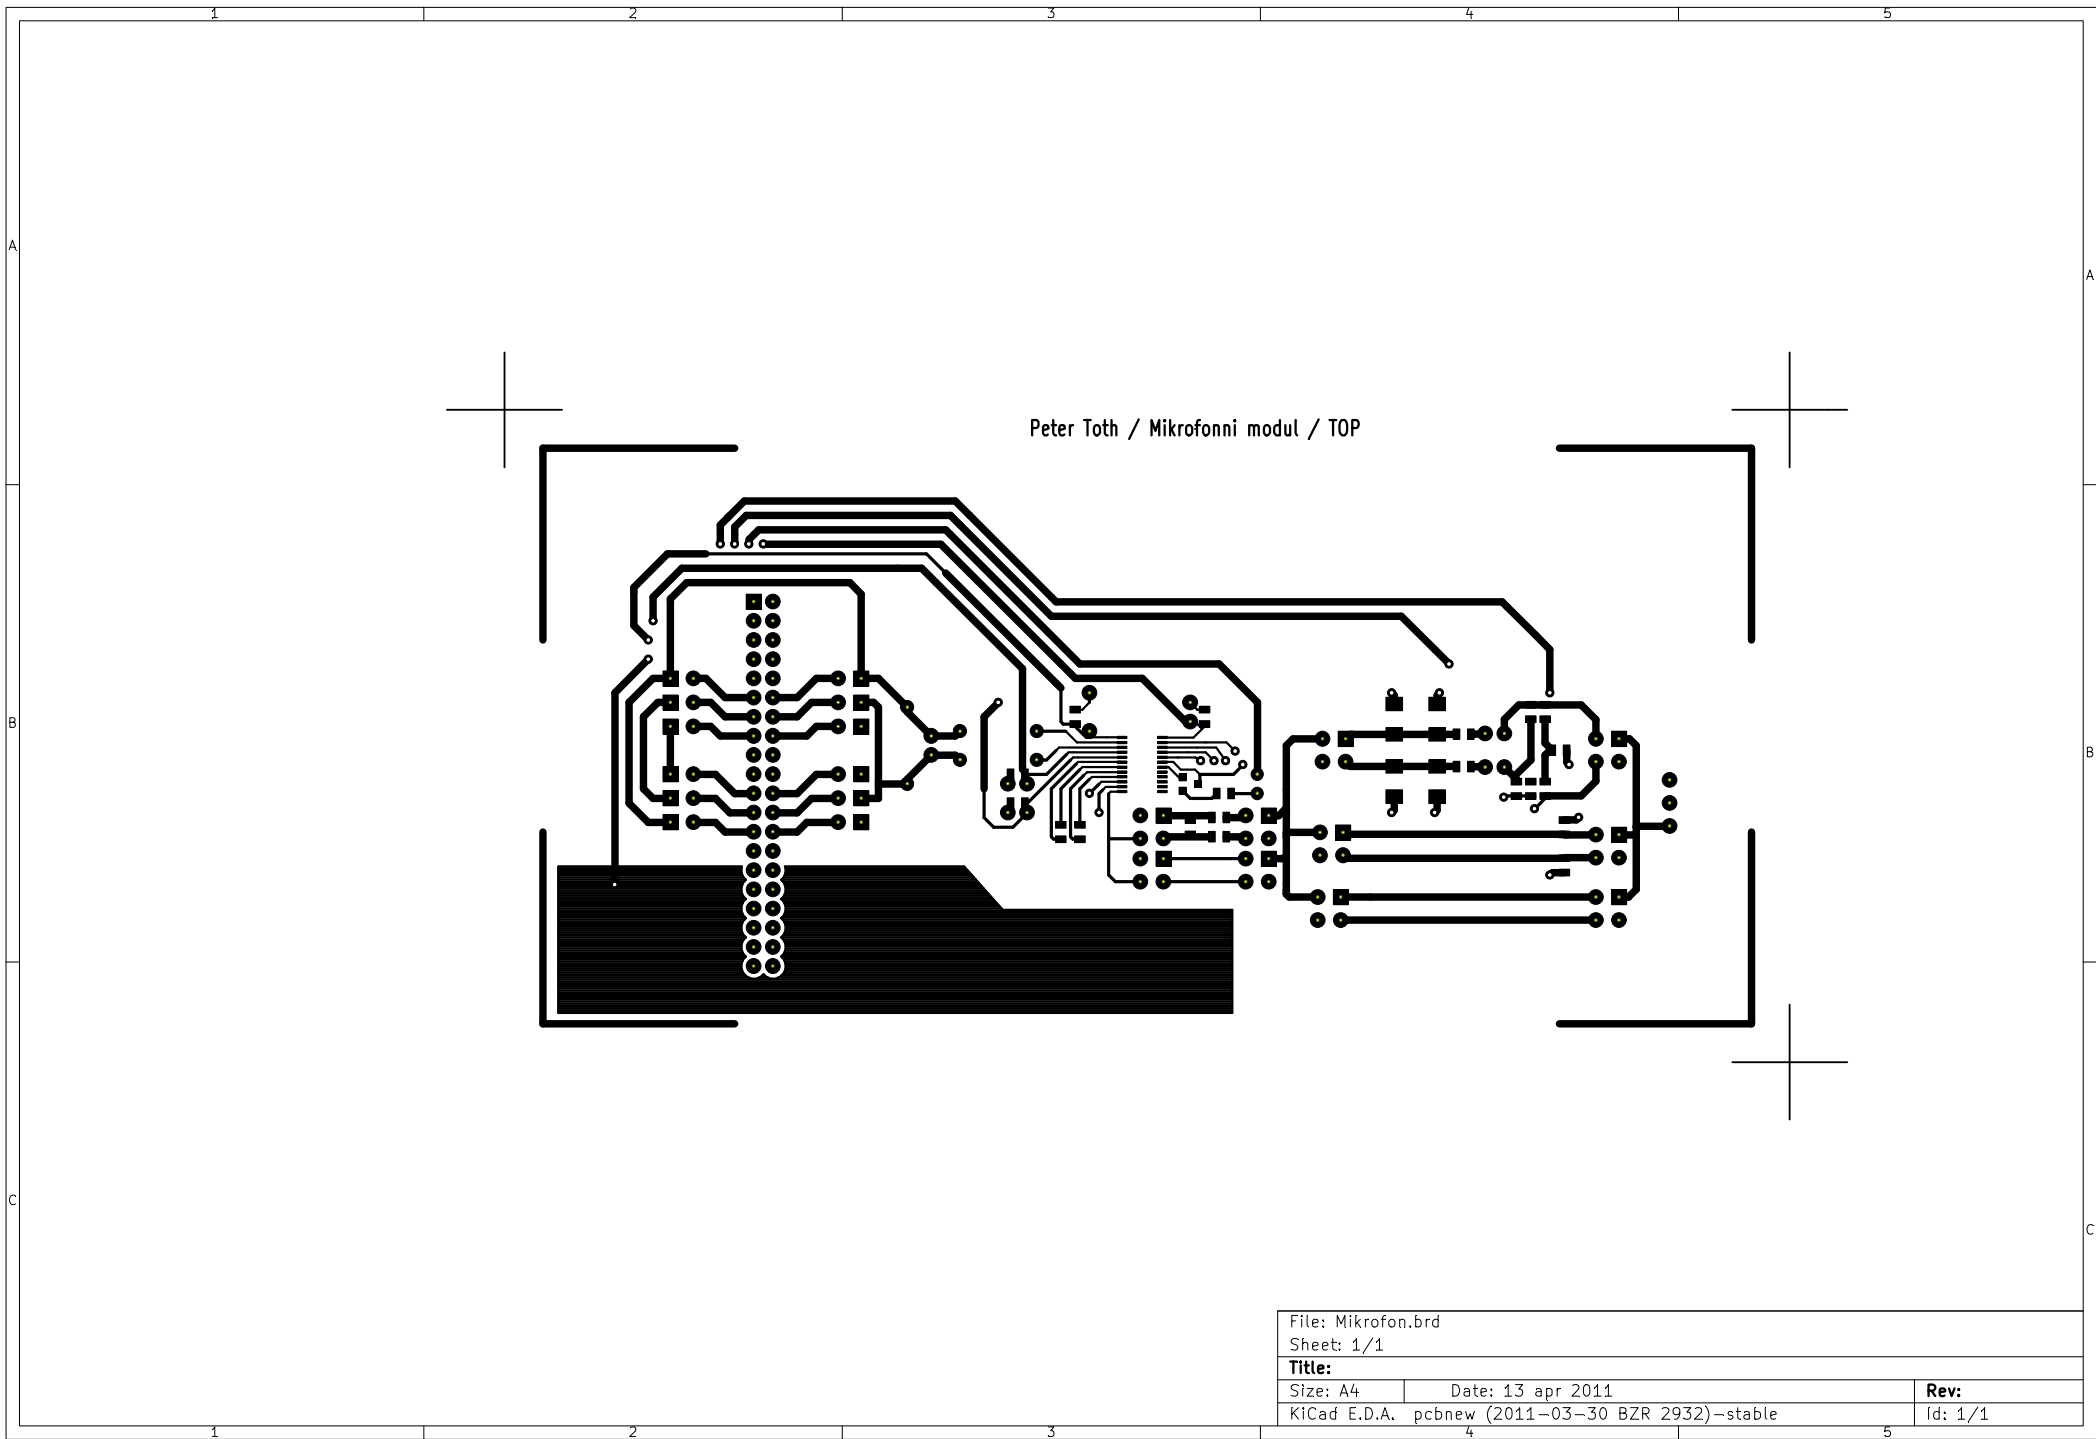 1 2 3 4 5
A A
Peter Toth / Mikrofonni modul / TOP
B B
C C
File: Mikrofon.brd
Sheet: 1/1
Title:
Size: A4 Date: 13 apr 2011 Rev:
KiCad E.D.A. pcbnew (2011-03-30 BZR 2932)-stable Id: 1/1
1 2 3 4 5